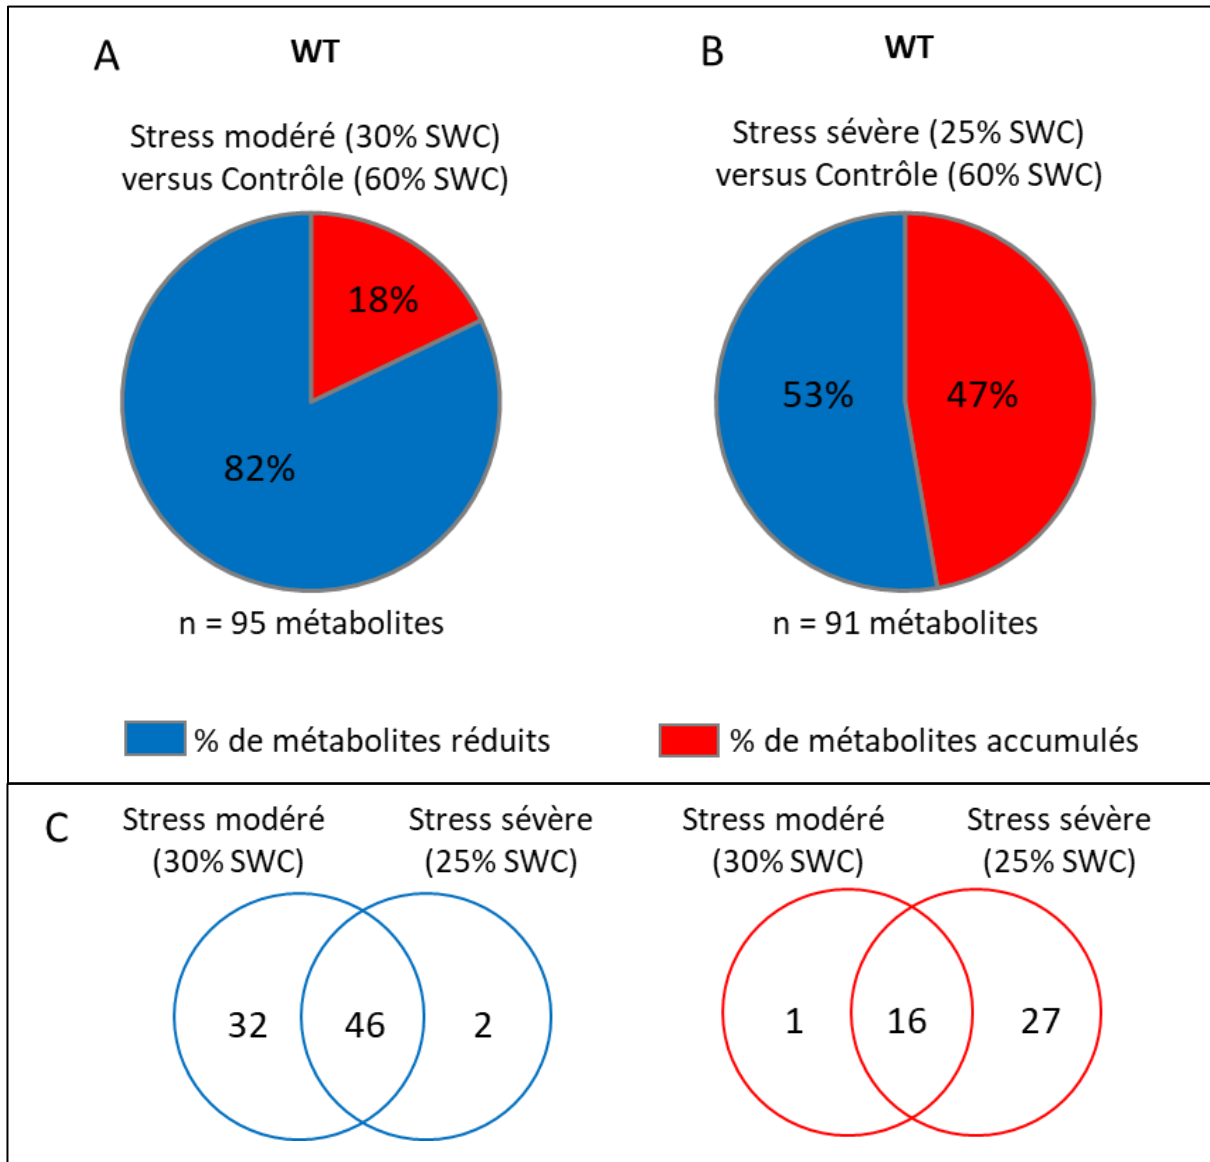 A
WT
Stress modéré (30% SWC)
versus Contrôle (60% SWC)
18%
82%
n = 95 métabolites
B
WT
Stress sévère (25% SWC)
versus Contrôle (60% SWC)
53%
47%
n = 91 métabolites
% de métabolites réduits
% de métabolites accumulés
C
Stress modéré
(30% SWC)
Stress sévère
(25% SWC)
32
46
2
Stress modéré
(30% SWC)
Stress sévère
(25% SWC)
1
16
27